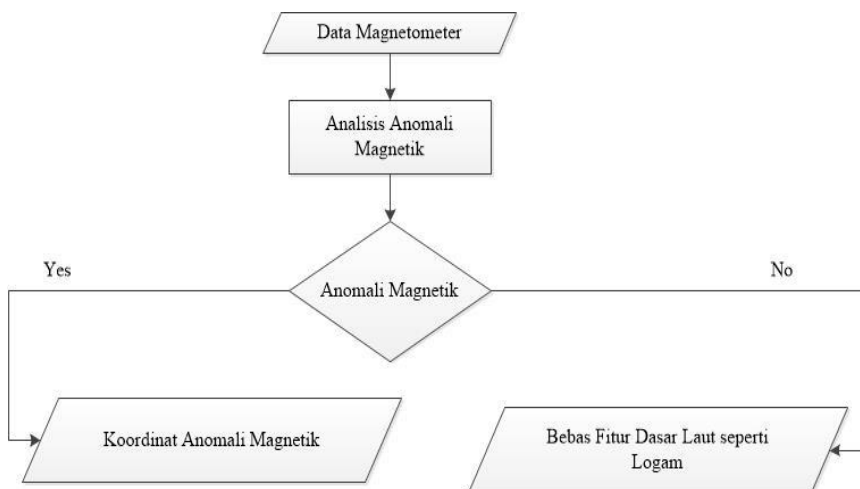 Data Magnetometer
Analisis Anomali
Magnetik
Yes
Anomali Magnetik
No
Koordinat Anomali Magnetik
Bebas Fitur Dasar Laut seperti
Logam